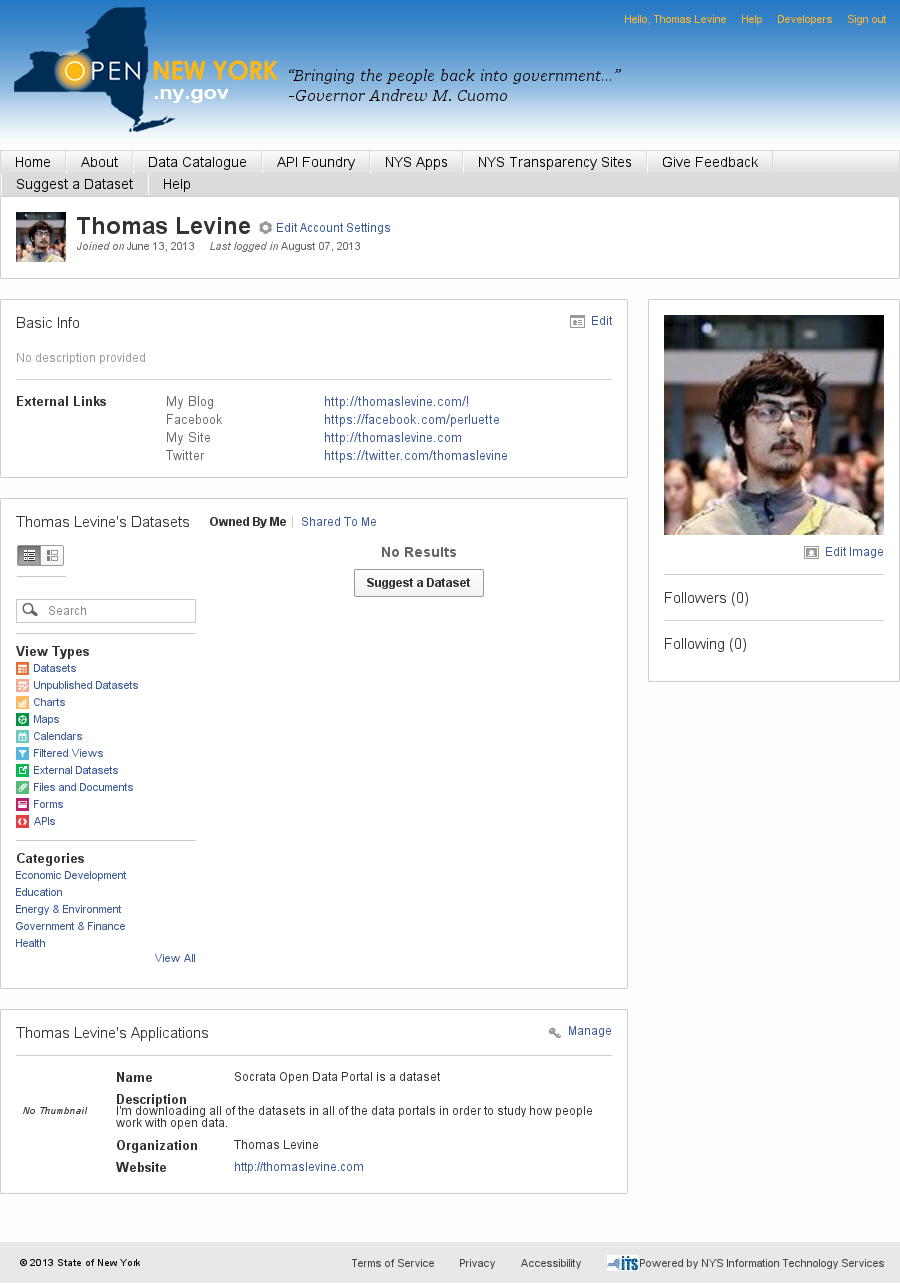 Hello, Thomas Levine Help Developers Sign out
OPEN NEW YORK
.ny.gov
“Bringing the people back into government...”
-Governor Andrew M. Cuomo
Home About Data Catalogue API Foundry NYS Apps NYS Transparency Sites Give Feedback
Suggest a Dataset Help
Thomas Levine Edit Account Settings
Joined on June 13, 2013 Last logged in August 07, 2013
Basic Info Edit
No description provided
External Links My Blog http://thomaslevine.com/!
Facebook https://facebook.com/perluette
My Site http://thomaslevine.com
Twitter https://twitter.com/thomaslevine
Edit Image
Followers (0)
Following (0)
Thomas Levine's Datasets Owned By Me Shared To Me
No Results
Suggest a Dataset
Search
View Types
Datasets
Unpublished Datasets
Charts
Maps
Calendars
Filtered Views
External Datasets
Files and Documents
Forms
APIs
Categories
Economic Development
Education
Energy & Environment
Government & Finance
Health
View All
Thomas Levine's Applications Manage
No Thumbnail
Name Socrata Open Data Portal is a dataset
Description
I'm downloading all of the datasets in all of the data portals in order to study how people
work with open data.
Organization Thomas Levine
Website http://thomaslevine.com
© 2013 State of New York Terms of Service Privacy Accessibility ITS Powered by NYS Information Technology Services